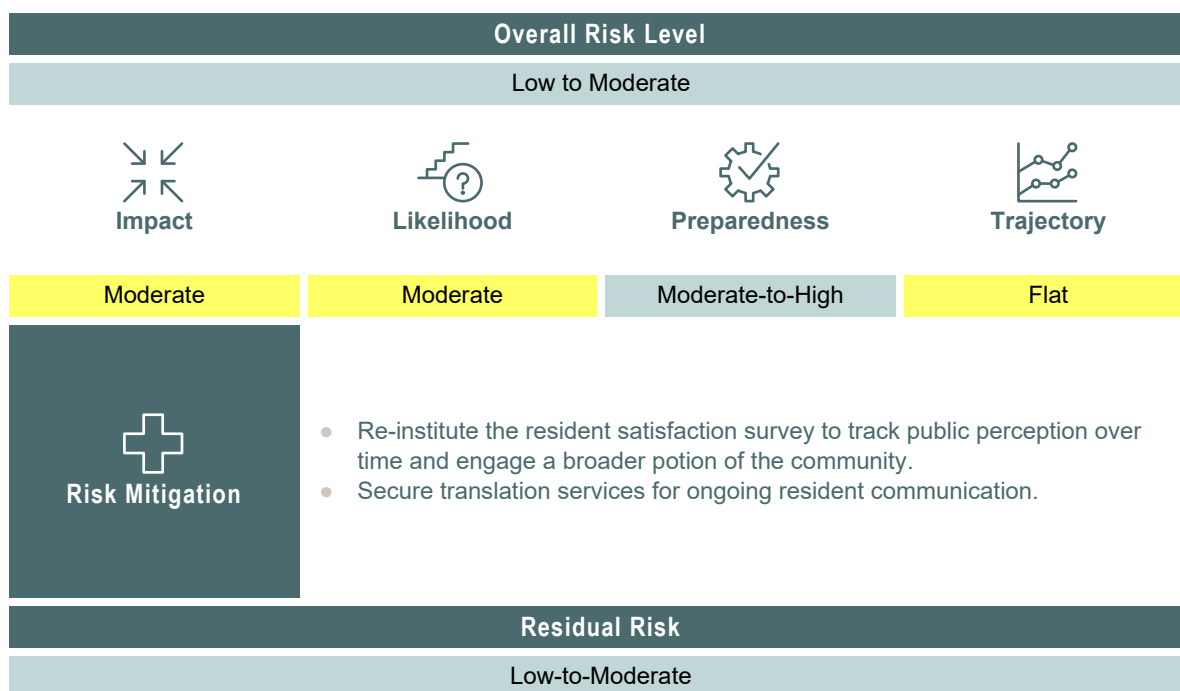 Overall Risk Level
Low to Moderate
Impact
Likelihood
Preparedness
Trajectory
Moderate
Moderate
Moderate-to-High
Flat
Risk Mitigation
● Re-institute the resident satisfaction survey to track public perception over
time and engage a broader potion of the community.
● Secure translation services for ongoing resident communication.
Residual Risk
Low-to-Moderate